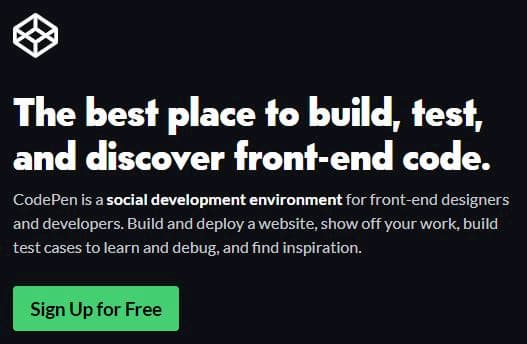 The best place to build, test,
and discover front-end code.
CodePen is a social development environment for front-end designers
and developers. Build and deploy a website, show off your work, build
test cases to learn and debug, and find inspiration.
Sign Up for Free